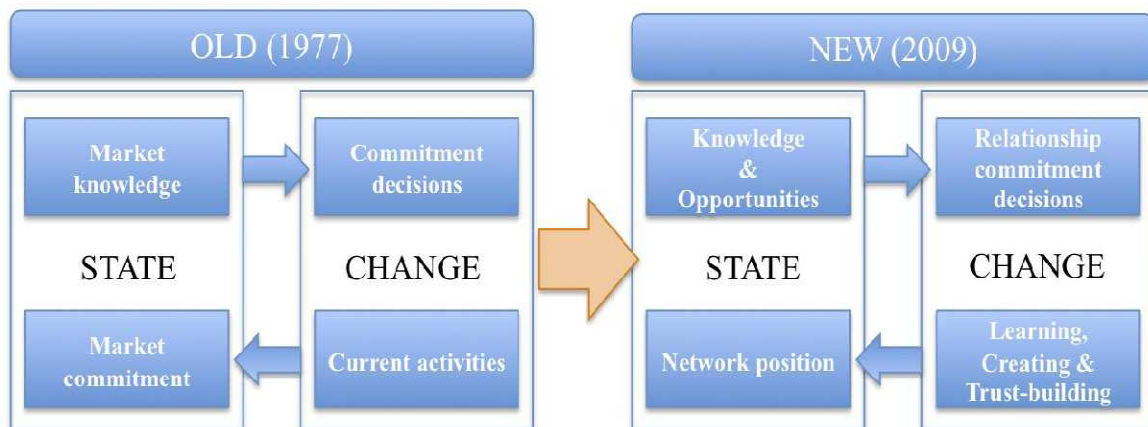 OLD (1977)
Market
knowledge
Commitment
decisions
STATE
CHANGE
Market
commitment
Current activities
NEW (2009)
Knowledge
&
Opportunities
Relationship
commitment
decisions
STATE
CHANGE
Network position
Learning,
Creating &
Trust-building